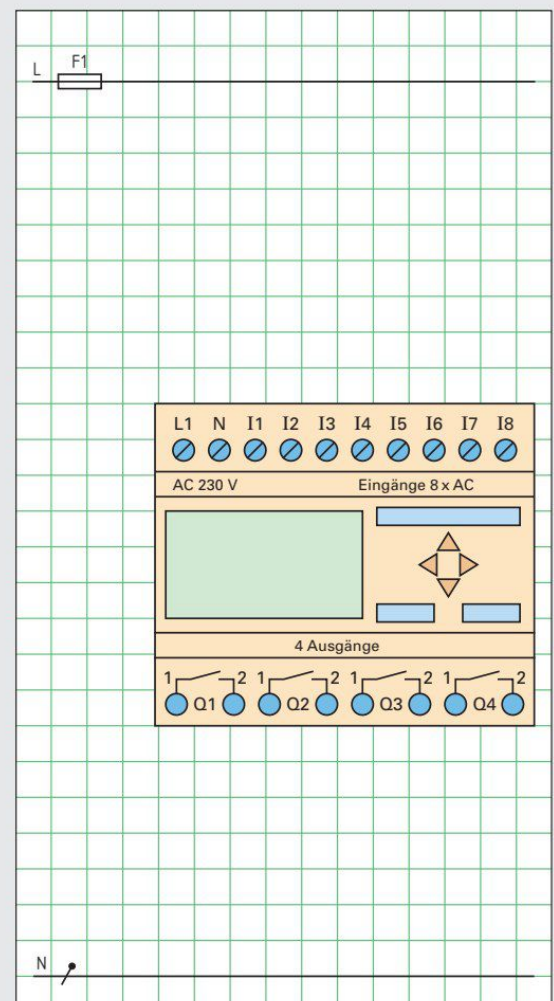 F1
L
L1 N I1 I2 I3 I4 I5 I6 I7 I8
AC 230 V Eingänge 8 x AC
4 Ausgänge
1 2 1 2 1 2 1 2
Q1 Q2 Q3 Q4
N